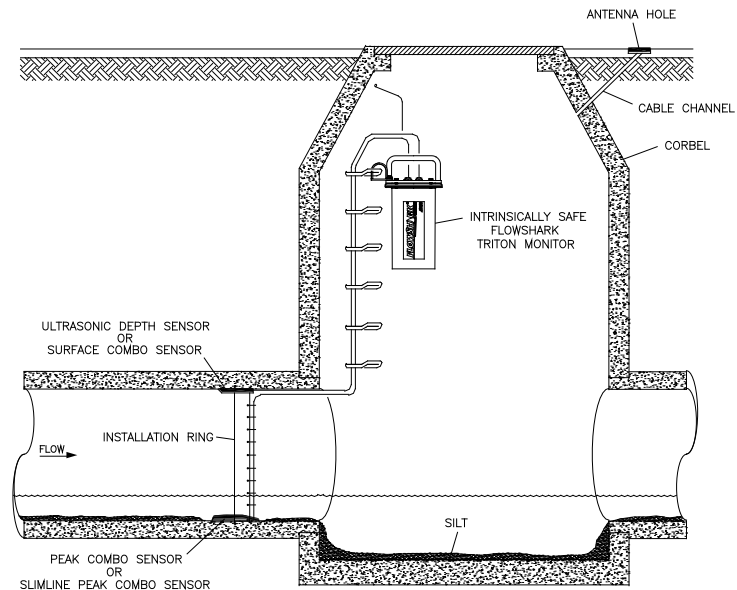 ANTENNA HOLE
CABLE CHANNEL
CORBEL
INTRINSICALLY SAFE
FLOWSHARK
TRITON MONITOR
ULTRASONIC DEPTH SENSOR
OR
SURFACE COMBO SENSOR
INSTALLATION RING
FLOW
SILT
PEAK COMBO SENSOR
OR
SLIMLINE PEAK COMBO SENSOR